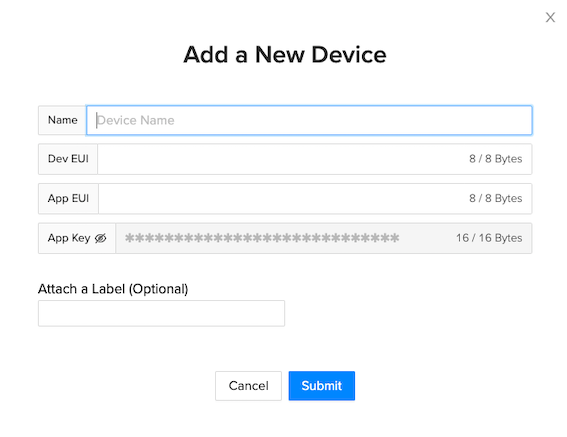 X
Add a New Device
Name Device Name
Dev EUI 8 / 8 Bytes
App EUI 8 / 8 Bytes
App Key **************************** 16 / 16 Bytes
Attach a Label (Optional)
Cancel Submit